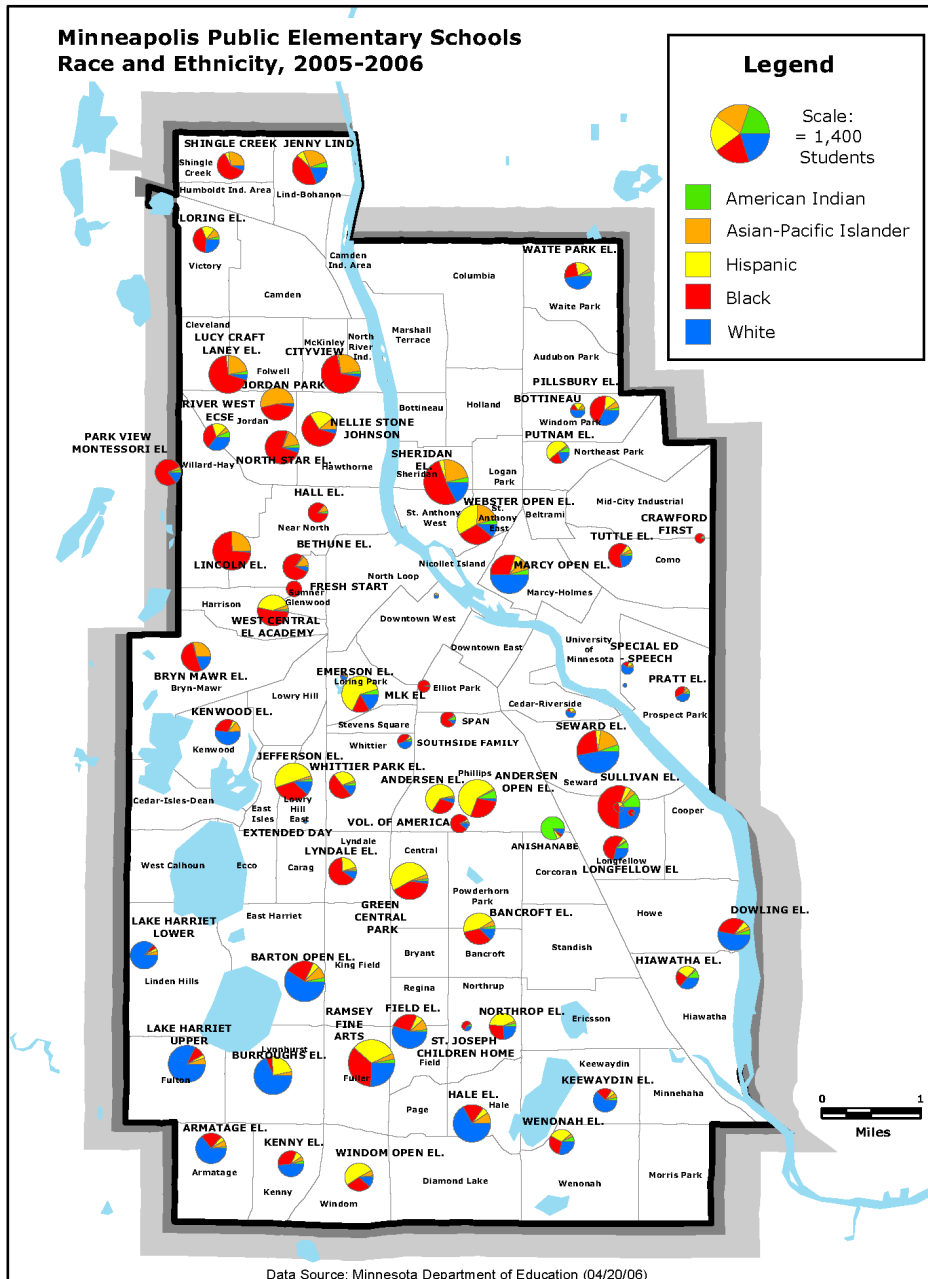 Minneapolis Public Elementary Schools
Race and Ethnicity, 2005-2006
Legend
Scale:
= 1,400
Students
American Indian
Asian-Pacific Islander
Hispanic
Black
White
SHINGLE CREEK
JENNY LIND
Shingle
Creek
Humboldt Ind. Area
Lind-Bohanon
LORING EL.
Victory
Camden
Ind. Area
Camden
Columbia
WAITE PARK EL.
Waite Park
Cleveland
LUCY CRAFT
LANEY EL.
Folwell
McKinley
CITYVIEW
North
River
Ind.
Marshall
Terrace
Audubon Park
JORDAN PARK
RIVER WEST
ECSE
Jordan
NELLIE STONE
JOHNSON
Bottineau
Holland
PILLSBURY EL.
BOTTINEAU
Windom Park
PUTNAM EL.
Northeast Park
PARK VIEW
MONTESSORI EL
Willard-Hay
NORTH STAR EL.
Hawthorne
SHERIDAN
EL.
Sheridan
Logan
Park
HALL EL.
Near North
St. Anthony
West
WEBSTER OPEN EL.
St.
Anthony
East
Beltrami
Mid-City Industrial
CRAWFORD
FIRST
TUTTLE EL.
Como
BETHUNE EL.
LINCOLN EL.
FRESH START
Sumner
Glenwood
North Loop
Nicollet Island
MARCY OPEN EL.
Marcy-Holmes
Harrison
WEST CENTRAL
EL ACADEMY
Downtown West
Downtown East
University
of
Minnesota
SPECIAL ED
- SPEECH
PRATT EL.
Prospect Park
BRYN MAWR EL.
Bryn-Mawr
Lowry Hill
EMERSON EL.
Loring Park
MLK EL
Elliot Park
Cedar-Riverside
KENWOOD EL.
Kenwood
Stevens Square
SPAN
SEWARD EL.
Seward
Whittier
SOUTHSIDE FAMILY
JEFFERSON EL.
WHITTIER PARK EL.
Phillips
ANDERSEN EL.
ANDERSEN
OPEN EL.
SULLIVAN EL.
Cedar-Isles-Dean
East
Isles
Lowry
Hill
East
Cooper
EXTENDED DAY
VOL. OF AMERICA
ANISHANABE
Longfellow
LONGFELLOW EL
West Calhoun
Ecco
Carag
Lyndale
LYNDALE EL.
Central
Corcoran
GREEN
CENTRAL
PARK
Powderhorn
Park
Howe
DOWLING EL.
LAKE HARRIET
LOWER
East Harriet
BANCROFT EL.
Bancroft
Standish
Linden Hills
BARTON OPEN EL.
King Field
Bryant
HIAWATHA EL.
Regina
Northrup
Hiawatha
LAKE HARRIET
UPPER
RAMSEY
FINE
ARTS
FIELD EL.
NORTHROP EL.
Ericsson
Lynnhurst
BURROUGHS EL.
Fulton
Fuller
ST. JOSEPH
CHILDREN HOME
Field
Keewaydin
KEEWAYDIN EL.
Minnehaha
Page
HALE EL.
Hale
WENONAH EL.
0
1
Miles
ARMATAGE EL.
Armatage
KENNY EL.
Kenny
WINDOM OPEN EL.
Windom
Diamond Lake
Wenonah
Morris Park
Data Source: Minnesota Department of Education (04/20/06)